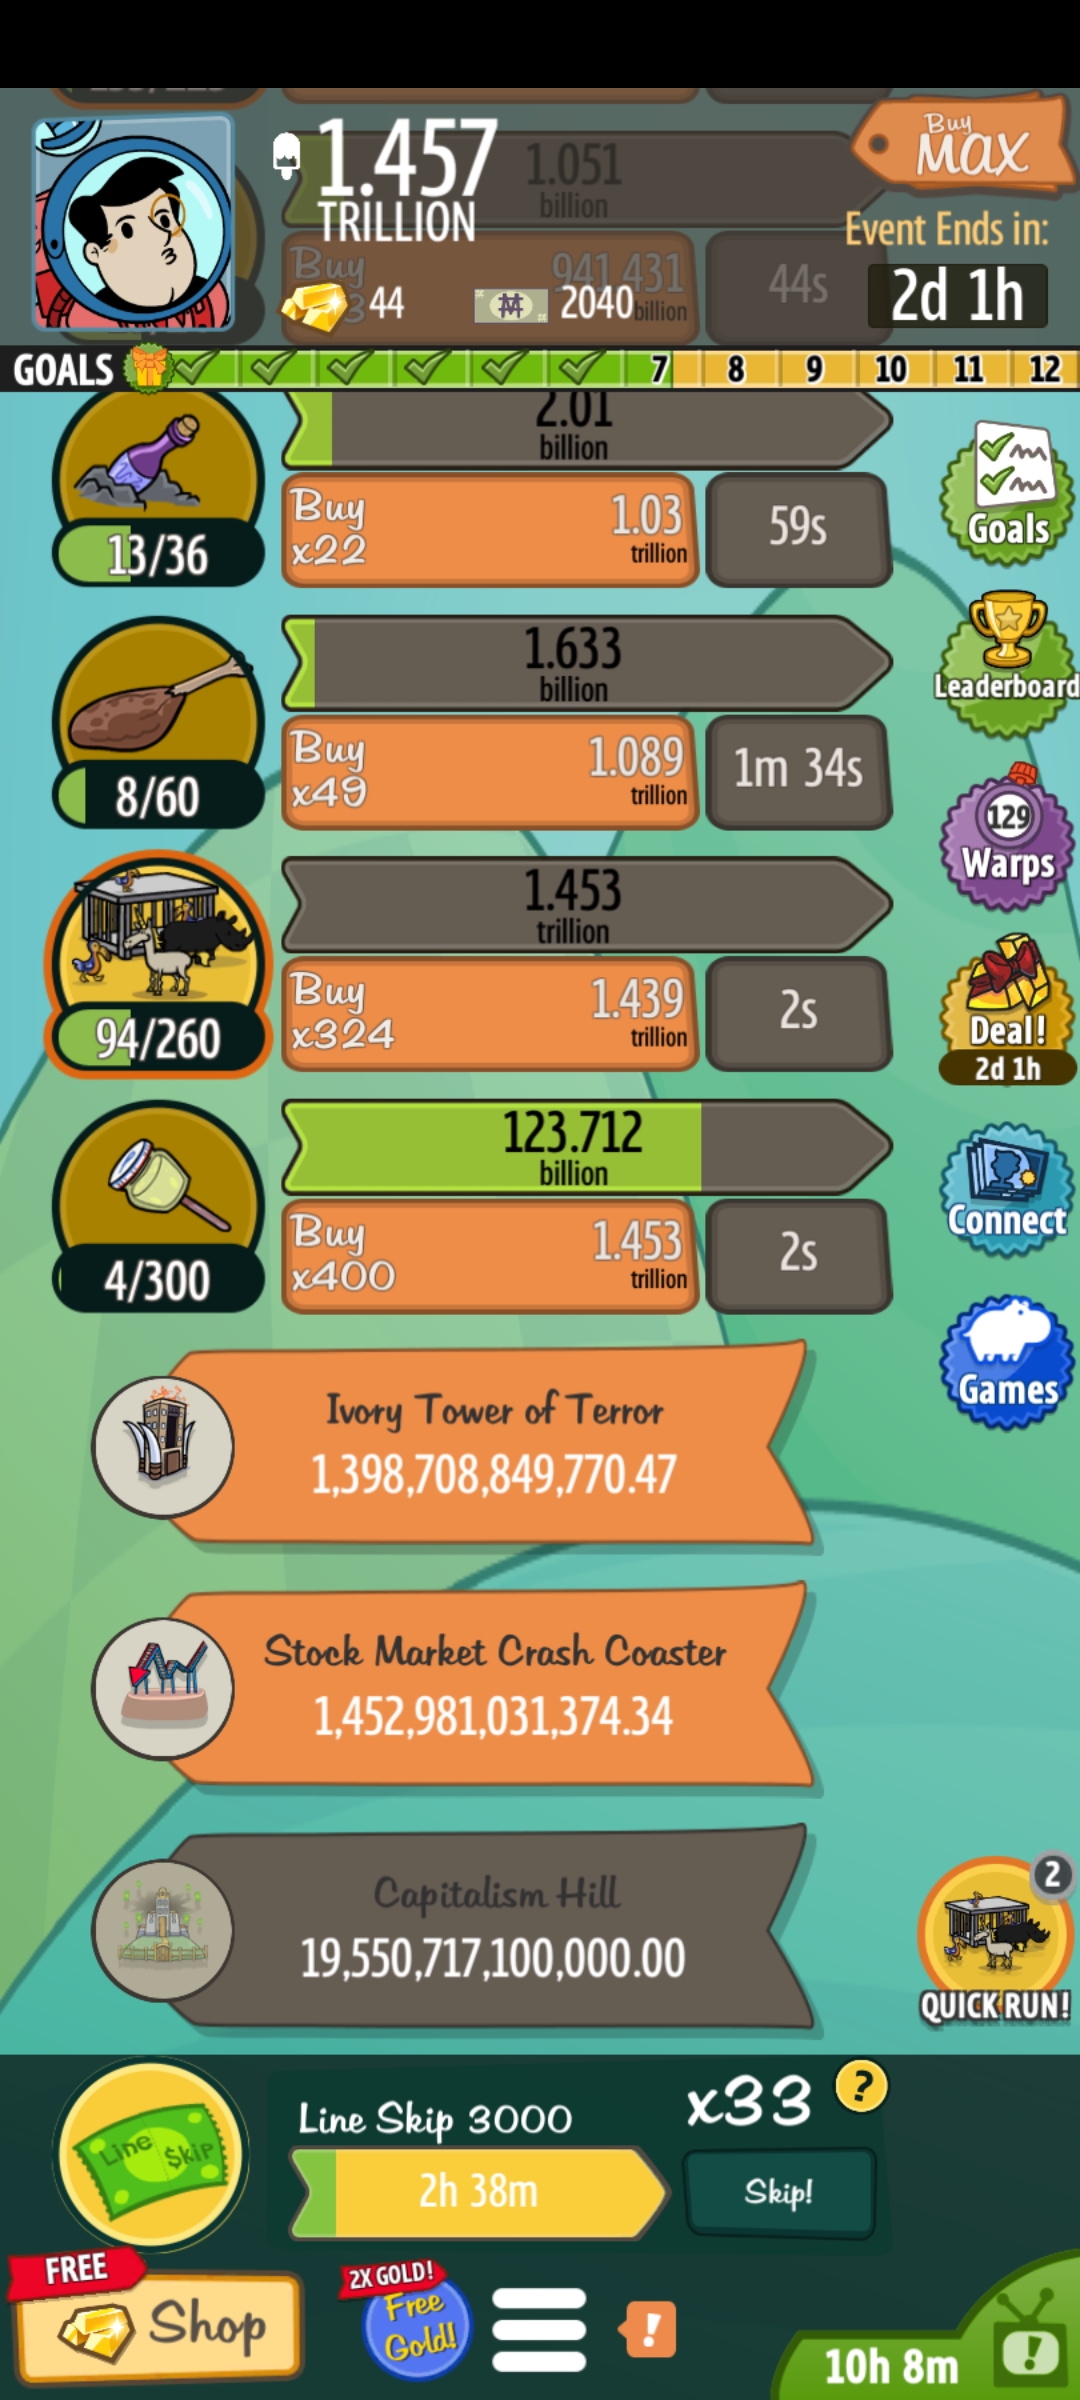 1.457
TRILLION
1.051
billion
Buy
MAX
Event Ends in:
2d 1h
Buy
941.431
billion
44s
44
2040
GOALS
7
8
9
10
11
12
2.01
billion
13/36
Buy
x22
1.03
trillion
59s
Goals
1.633
billion
8/60
Buy
x49
1.089
trillion
1m 34s
Leaderboard
129
Warps
1.453
trillion
94/260
Buy
x324
1.439
trillion
2s
Deal!
2d 1h
123.712
billion
4/300
Buy
x400
1.453
trillion
2s
Connect
Games
Ivory Tower of Terror
1,398,708,849,770.47
Stock Market Crash Coaster
1,452,981,031,374.34
Capitalism Hill
19,550,717,100,000.00
2
QUICK RUN!
Line $kip
Line Skip 3000
2h 38m
x33
?
Skip!
FREE
Shop
2X GOLD!
Free
Gold!
!
10h 8m
!